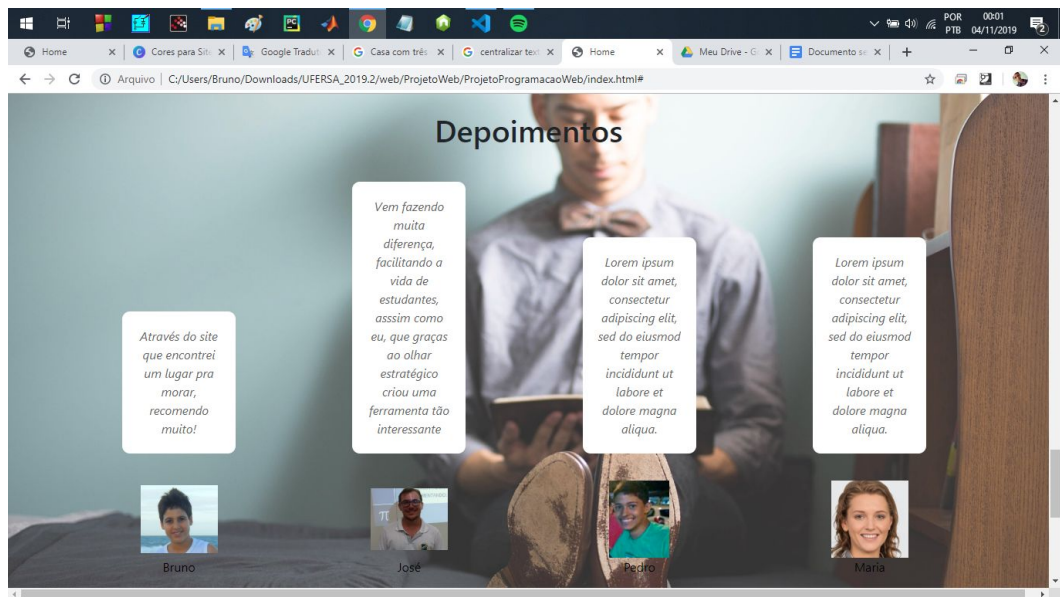 POR 00:01
PTB 04/11/2019
Home
Cores para Site
Google Tradut
Casa com três
centralizar text
Home
Meu Drive - G
Documento se
Arquivo | C:/Users/Bruno/Downloads/UFERSA_2019.2/web/ProjetoWeb/ProjetoProgramacaoWeb/index.html#
Depoimentos
Através do site
que encontrei
um lugar pra
morar,
recomendo
muito!
Vem fazendo
muita
diferença,
facilitando a
vida de
estudantes,
asssim como
eu, que graças
ao olhar
estratégico
criou uma
ferramenta tão
interessante
Lorem ipsum
dolor sit amet,
consectetur
adipiscing elit,
sed do eiusmod
tempor
incididunt ut
labore et
dolore magna
aliqua.
Lorem ipsum
dolor sit amet,
consectetur
adipiscing elit,
sed do eiusmod
tempor
incididunt ut
labore et
dolore magna
aliqua.
Bruno
José
Pedro
Maria